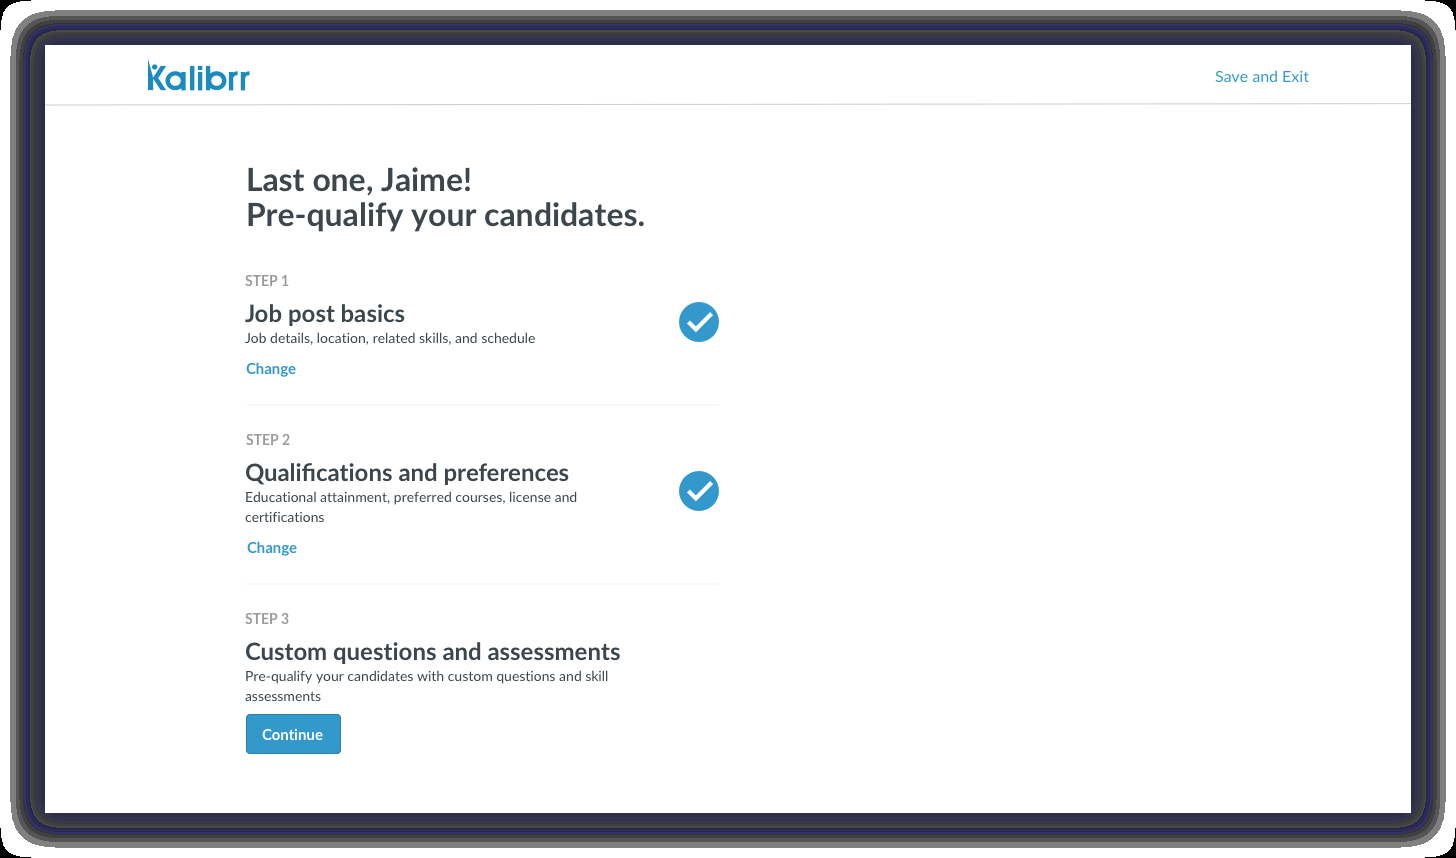 Kalibrr
Save and Exit
Last one, Jaime!
Pre-qualify your candidates.
STEP 1
Job post basics
Job details, location, related skills, and schedule
Change
STEP 2
Qualifications and preferences
Educational attainment, preferred courses, license and
certifications
Change
STEP 3
Custom questions and assessments
Pre-qualify your candidates with custom questions and skill
assessments
Continue